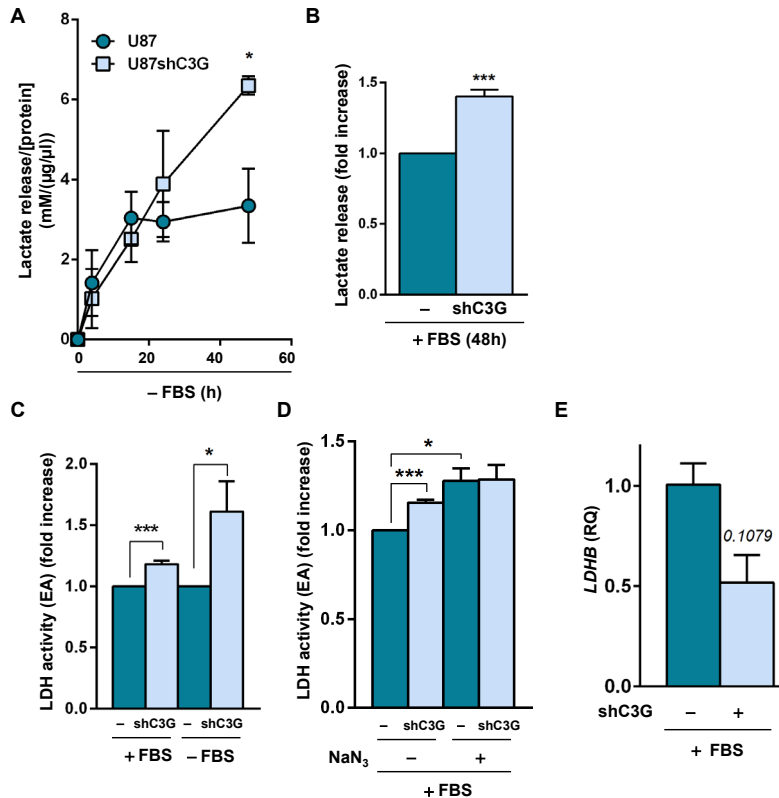 A
U87
U87shC3G
*
Lactate release/[protein]
(mM/(µg/µl))
8
6
4
2
0
0 20 40 60
– FBS (h)
B
Lactate release (fold increase)
1.5
1.0
0.5
0.0
***
– shC3G
+ FBS (48h)
C
LDH activity (EA) (fold increase)
2.0
1.5
1.0
0.5
0.0
***
*
– shC3G – shC3G
+ FBS – FBS
D
LDH activity (EA) (fold increase)
1.5
1.0
0.5
0.0
***
*
– shC3G – shC3G
NaN3 – +
+ FBS
E
LDHB (RQ)
1.0
0.5
0.0
0.1079
shC3G – +
+ FBS